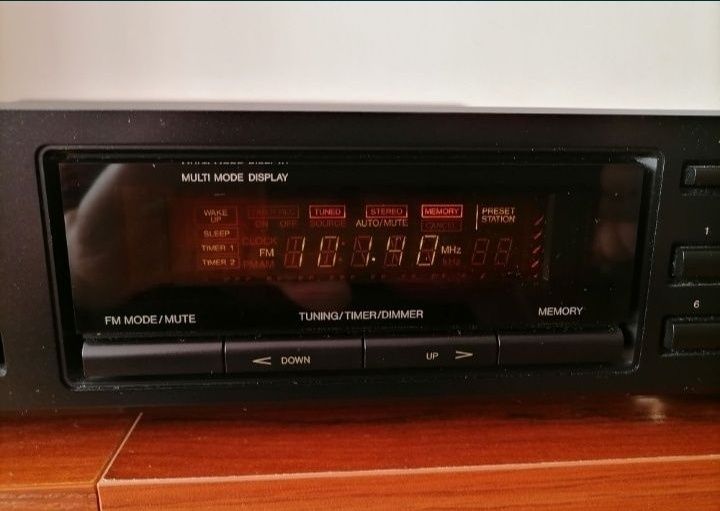 MULTI MODE DISPLAY
WAKE UP TIMER REC TUNED STEREO MEMORY PRESET STATION
ON OFF SOURCE AUTO/MUTE CANCEL
SLEEP
CLOCK
TIMER 1 FM MHz
TIMER 2 PM AM kHz
FM MODE/MUTE TUNING/TIMER/DIMMER MEMORY
DOWN UP
1
6